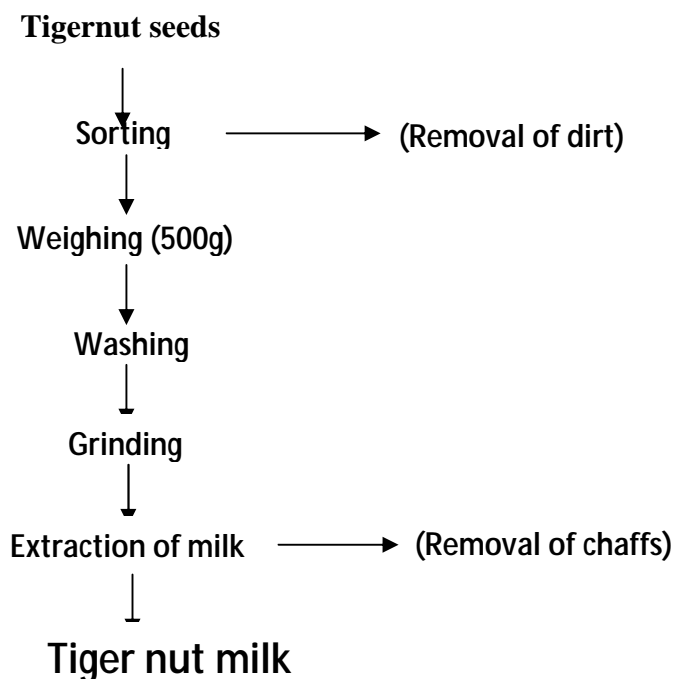 Tigernut seeds
Sorting (Removal of dirt)
Weighing (500g)
Washing
Grinding
Extraction of milk (Removal of chaffs)
Tiger nut milk